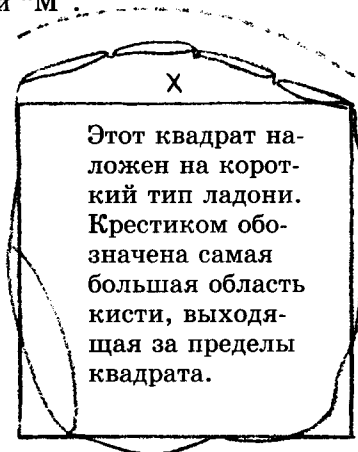 и "М".
X
Этот квадрат на-
ложен на корот-
кий тип ладони.
Крестиком обо-
значена самая
большая область
кисти, выходя-
щая за пределы
квадрата.